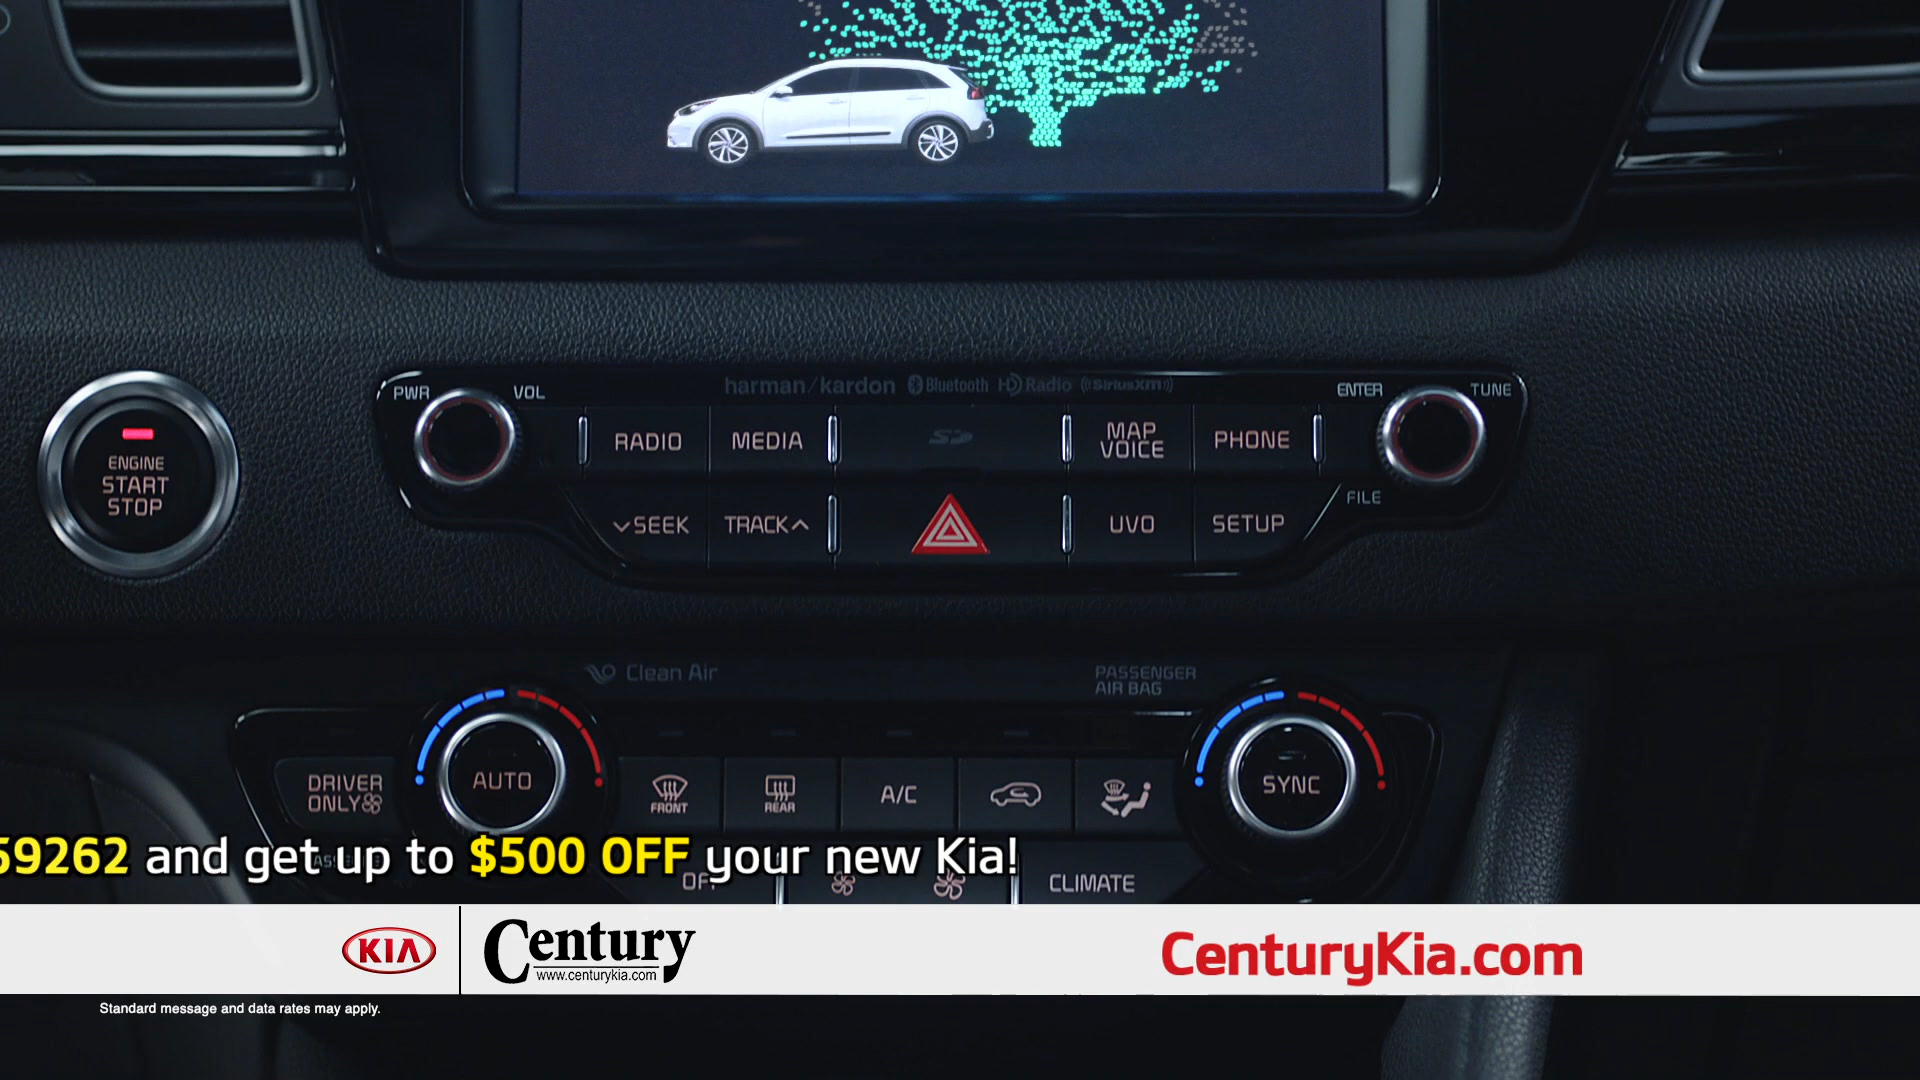 PWR
VOL
harman/kardon Bluetooth HD Radio ((SiriusXM))
ENTER
TUNE
RADIO
MEDIA
SD
MAP
VOICE
PHONE
FILE
ENGINE
START
STOP
SEEK
TRACK
UVO
SETUP
Clean Air
PASSENGER
AIR BAG
DRIVER
ONLY
AUTO
FRONT
REAR
A/C
SYNC
59262 and get up to $500 OFF your new Kia!
CLIMATE
KIA
Century
www.centurykia.com
CenturyKia.com
Standard message and data rates may apply.